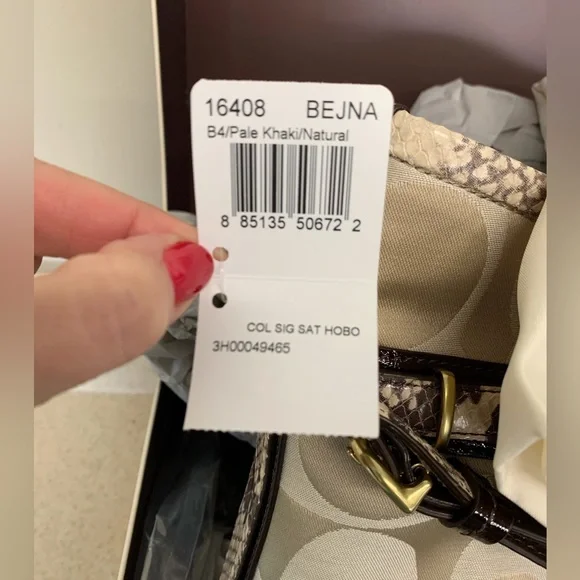 16408 BEJNA
B4/Pale Khaki/Natural
8 85135 50672 2
COL SIG SAT HOBO
3H00049465